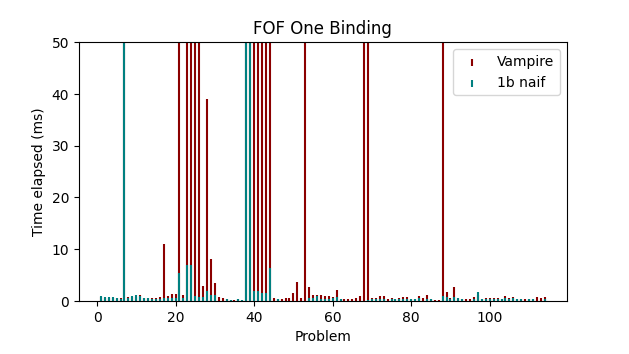 FOF One Binding
Vampire
1b naif
Time elapsed (ms)
50
40
30
20
10
0
0 20 40 60 80 100
Problem